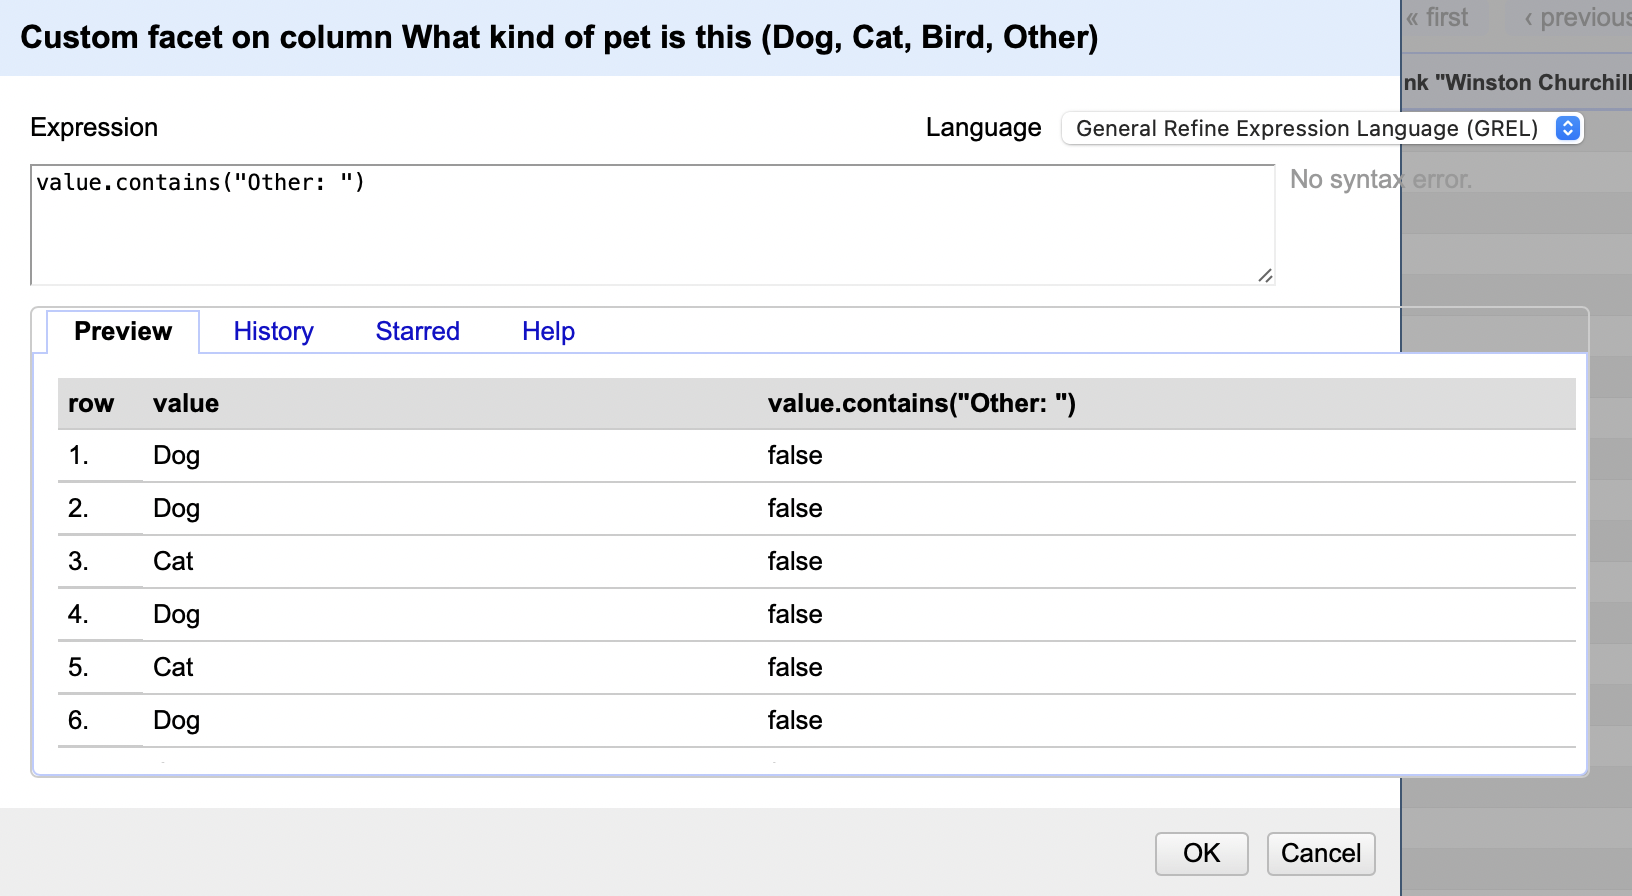 Custom facet on column What kind of pet is this (Dog, Cat, Bird, Other)
« first ‹ previous
nk "Winston Churchill
Expression
Language General Refine Expression Language (GREL)
value.contains("Other: ")
No syntax error.
Preview History Starred Help
row value value.contains("Other: ")
1. Dog false
2. Dog false
3. Cat false
4. Dog false
5. Cat false
6. Dog false
OK Cancel